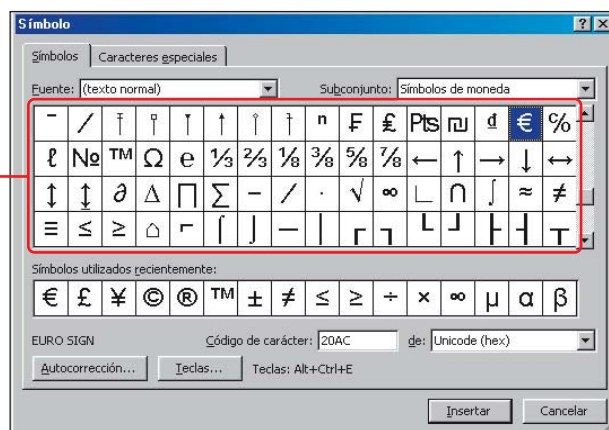 Símbolo
Símbolos Caracteres especiales
Fuente: (texto normal) Subconjunto: Símbolos de moneda
ⁿ ₣ ₤ ₧ ₪ ₫ € ℅
ℓ № ™ Ω ℮ ⅓ ⅔ ⅛ ⅜ ⅝ ⅞ ← ↑ → ↓ ↔
↕ ↨ ∂ ∆ ∏ ∑ − ∕ ∙ √ ∞ ∟ ∩ ∫ ≈ ≠
≡ ≤ ≥ ⌂ ⌐ ⌠ ⌡ ─ │ ┌ ┐ └ ┘ ├ ┤ ┬
Símbolos utilizados recientemente:
€ £ ¥ © ® ™ ± ≠ ≤ ≥ ÷ × ∞ µ α β
EURO SIGN Código de carácter: 20AC de: Unicode (hex)
Autocorrección... Teclas... Teclas: Alt+Ctrl+E
Insertar Cancelar